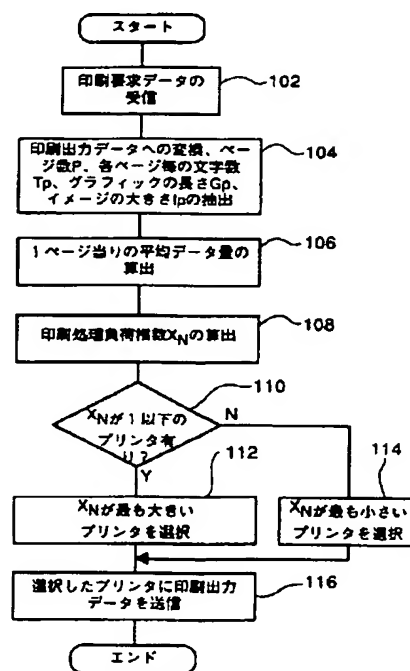 スタート
印刷要求データの
受信
102
印刷出力データへの変換、ペー
ジ数P、各ページ毎の文字数
Tp、グラフィックの長さGp、
イメージの大きさIpの抽出
104
1ページ当りの平均データ量の
算出
106
印刷処理負荷指数XNの算出
108
XNが1以下の
プリンタ有
り?
110
N
Y
112
XNが最も大きい
プリンタを選択
114
XNが最も小さい
プリンタを選択
選択したプリンタに印刷出力
データを送信
116
エンド